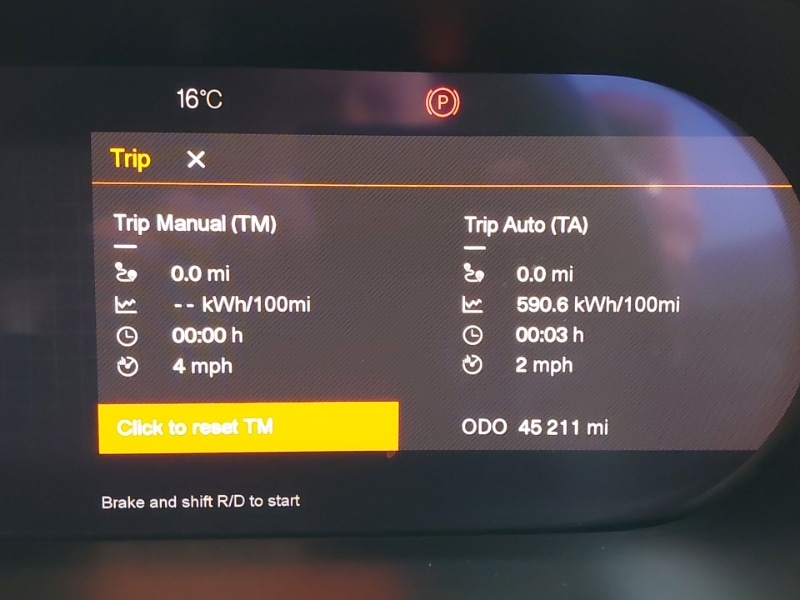 16°C
P
Trip ×
Trip Manual (TM)
0.0 mi
-- kWh/100mi
00:00 h
4 mph
Click to reset TM
Trip Auto (TA)
0.0 mi
590.6 kWh/100mi
00:03 h
2 mph
ODO 45 211 mi
Brake and shift R/D to start